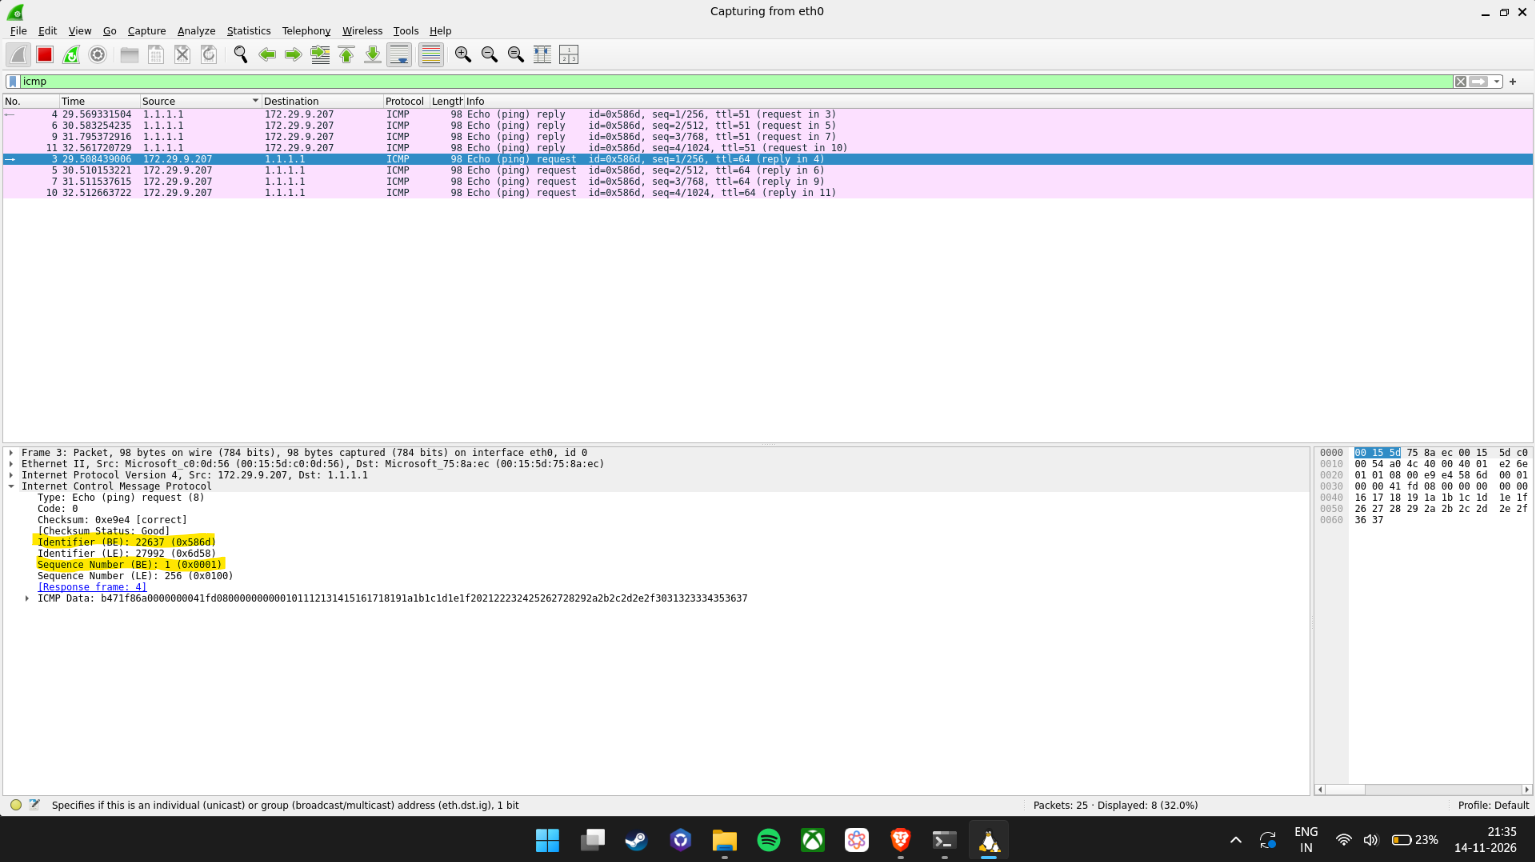 Capturing from eth0
File Edit View Go Capture Analyze Statistics Telephony Wireless Tools Help
icmp
No. Time Source Destination Protocol Length Info
4 29.569331504 1.1.1.1 172.29.9.207 ICMP 98 Echo (ping) reply id=0x586d, seq=1/256, ttl=51 (request in 3)
6 30.583254235 1.1.1.1 172.29.9.207 ICMP 98 Echo (ping) reply id=0x586d, seq=2/512, ttl=51 (request in 5)
9 31.795372916 1.1.1.1 172.29.9.207 ICMP 98 Echo (ping) reply id=0x586d, seq=3/768, ttl=51 (request in 7)
11 32.561720729 1.1.1.1 172.29.9.207 ICMP 98 Echo (ping) reply id=0x586d, seq=4/1024, ttl=51 (request in 10)
3 29.508439006 172.29.9.207 1.1.1.1 ICMP 98 Echo (ping) request id=0x586d, seq=1/256, ttl=64 (reply in 4)
5 30.510153221 172.29.9.207 1.1.1.1 ICMP 98 Echo (ping) request id=0x586d, seq=2/512, ttl=64 (reply in 6)
7 31.511537615 172.29.9.207 1.1.1.1 ICMP 98 Echo (ping) request id=0x586d, seq=3/768, ttl=64 (reply in 9)
10 32.512663722 172.29.9.207 1.1.1.1 ICMP 98 Echo (ping) request id=0x586d, seq=4/1024, ttl=64 (reply in 11)
Frame 3: Packet, 98 bytes on wire (784 bits), 98 bytes captured (784 bits) on interface eth0, id 0
Ethernet II, Src: Microsoft_c0:0d:56 (00:15:5d:c0:0d:56), Dst: Microsoft_75:8a:ec (00:15:5d:75:8a:ec)
Internet Protocol Version 4, Src: 172.29.9.207, Dst: 1.1.1.1
Internet Control Message Protocol
Type: Echo (ping) request (8)
Code: 0
Checksum: 0xe9e4 [correct]
[Checksum Status: Good]
Identifier (BE): 22637 (0x586d)
Identifier (LE): 27992 (0x6d58)
Sequence Number (BE): 1 (0x0001)
Sequence Number (LE): 256 (0x0100)
[Response frame: 4]
ICMP Data: b471f86a0000000041fd080000000000101112131415161718191a1b1c1d1e1f202122232425262728292a2b2c2d2e2f3031323334353637
0000 00 15 5d 75 8a ec 00 15 5d c0
0010 00 54 a0 4c 40 00 40 01 e2 6e
0020 01 01 08 00 e9 e4 58 6d 00 01
0030 00 00 41 fd 08 00 00 00 00 00
0040 16 17 18 19 1a 1b 1c 1d 1e 1f
0050 26 27 28 29 2a 2b 2c 2d 2e 2f
0060 36 37
Specifies if this is an individual (unicast) or group (broadcast/multicast) address (eth.dst.ig), 1 bit
Packets: 25 · Displayed: 8 (32.0%)
Profile: Default
ENG
IN
23%
21:35
14-11-2026